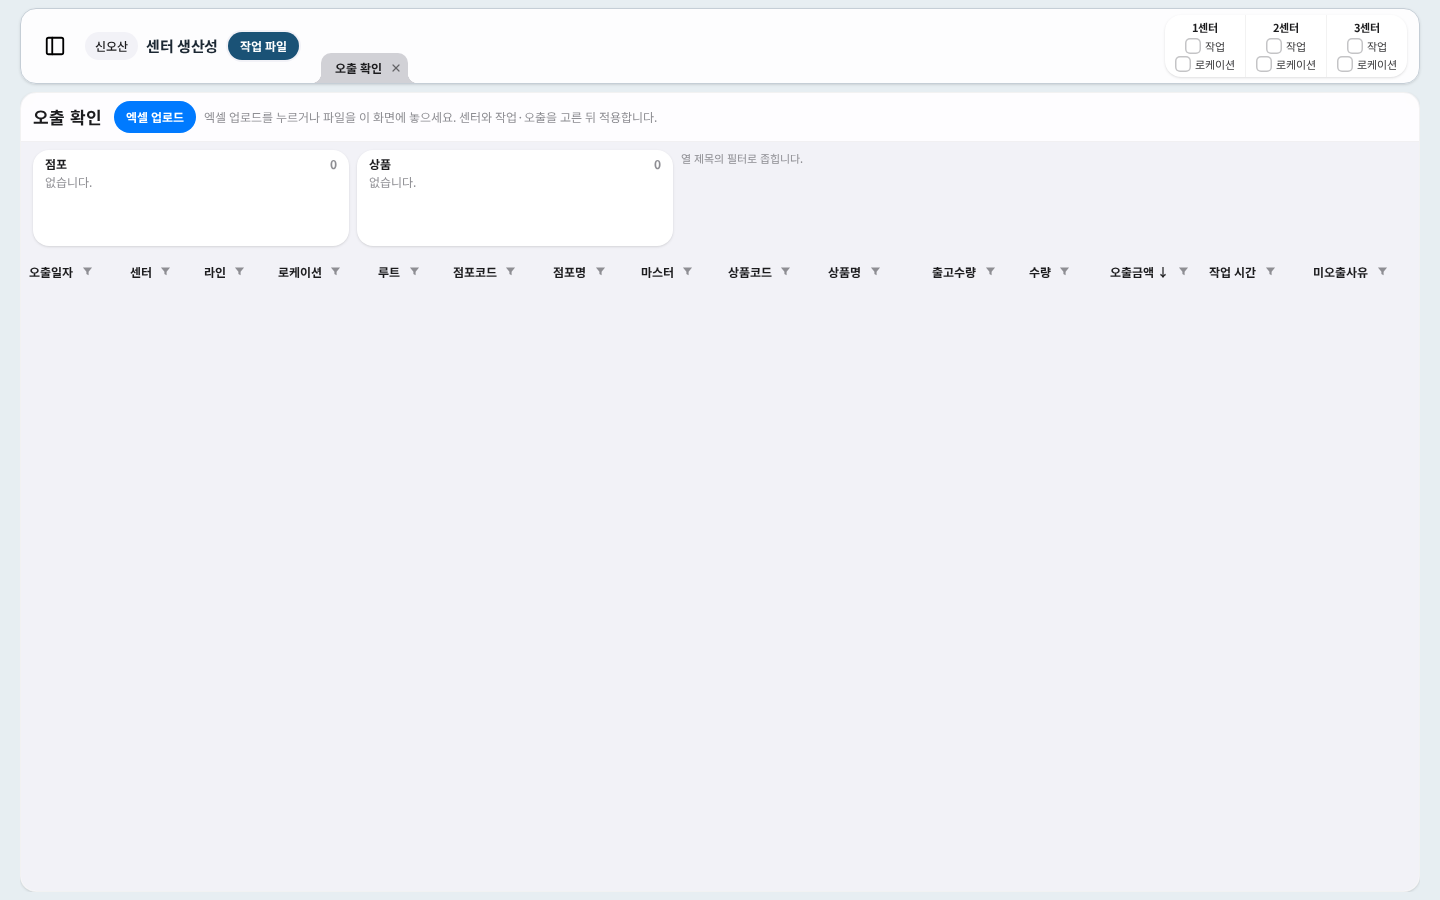 신오산 센터 생산성 작업 파일
오출 확인 ✕
1센터 2센터 3센터
작업 작업 작업
로케이션 로케이션 로케이션
오출 확인 엑셀 업로드 엑셀 업로드를 누르거나 파일을 이 화면에 놓으세요. 센터와 작업·오출을 고른 뒤 적용합니다.
점포 0 상품 0 열 제목의 필터로 좁힙니다.
없습니다. 없습니다.
오출일자 센터 라인 로케이션 루트 점포코드 점포명 마스터 상품코드 상품명 출고수량 수량 오출금액 ↓ 작업 시간 미오출사유